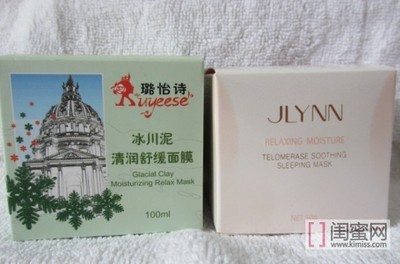 璐怡诗
Ruyeese
冰川泥
清润舒缓面膜
Glacial Clay
Moisturizing Relax Mask
100ml
JLYNN
RELAXING MOISTURE
TELOMERASE SOOTHING
SLEEPING MASK
闺蜜网
www.kimiss.com